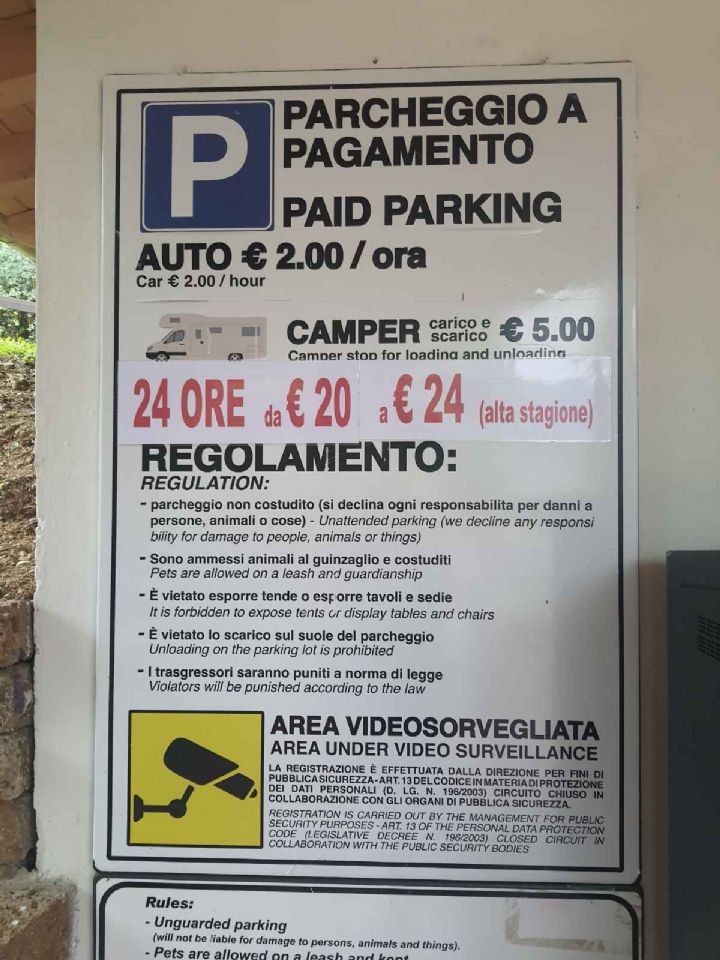 P
PARCHEGGIO A
PAGAMENTO
PAID PARKING
AUTO € 2.00 / ora
Car € 2.00 / hour
CAMPER carico e scarico € 5.00
Camper stop for loading and unloading
24 ORE da € 20 a € 24 (alta stagione)
REGOLAMENTO:
REGULATION:
- parcheggio non costudito (si declina ogni responsabilita per danni a
persone, animali o cose) - Unattended parking (we decline any responsi
bility for damage to people, animals or things)
- Sono ammessi animali al guinzaglio e costuditi
Pets are allowed on a leash and guardianship
- È vietato esporre tende o esporre tavoli e sedie
It is forbidden to expose tents or display tables and chairs
- È vietato lo scarico sul suole del parcheggio
Unloading on the parking lot is prohibited
- I trasgressori saranno puniti a norma di legge
Violators will be punished according to the law
AREA VIDEOSORVEGLIATA
AREA UNDER VIDEO SURVEILLANCE
LA REGISTRAZIONE È EFFETTUATA DALLA DIREZIONE PER FINI DI
PUBBLICA SICUREZZA - ART. 13 DEL CODICE IN MATERIA DI PROTEZIONE
DEI DATI PERSONALI (D. LG. N. 196/2003) CIRCUITO CHIUSO IN
COLLABORAZIONE CON GLI ORGANI DI PUBBLICA SICUREZZA.
REGISTRATION IS CARRIED OUT BY THE MANAGEMENT FOR PUBLIC
SECURITY PURPOSES - ART. 13 OF THE PERSONAL DATA PROTECTION
CODE (LEGISLATIVE DECREE N. 196/2003) CLOSED CIRCUIT IN
COLLABORATION WITH THE PUBLIC SECURITY BODIES
Rules:
- Unguarded parking
(will not be liable for damage to persons, animals and things).
- Pets are allowed on a leash and kept